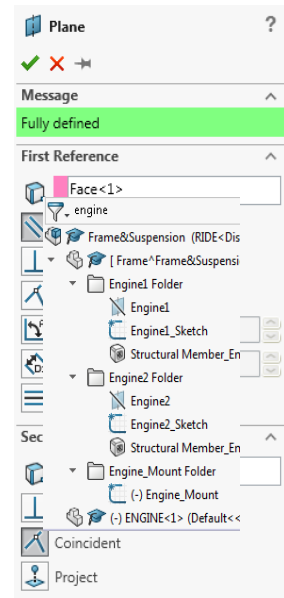 Plane ?
Message
Fully defined
First Reference
Face<1>
engine
Frame&Suspension (RIDE<Dis
[ Frame^Frame&Suspensi
Engine1 Folder
Engine1
Engine1_Sketch
Structural Member_En
Engine2 Folder
Engine2
Engine2_Sketch
Structural Member_En
Sec
Engine_Mount Folder
(-) Engine_Mount
(-) ENGINE<1> (Default<<
Coincident
Project